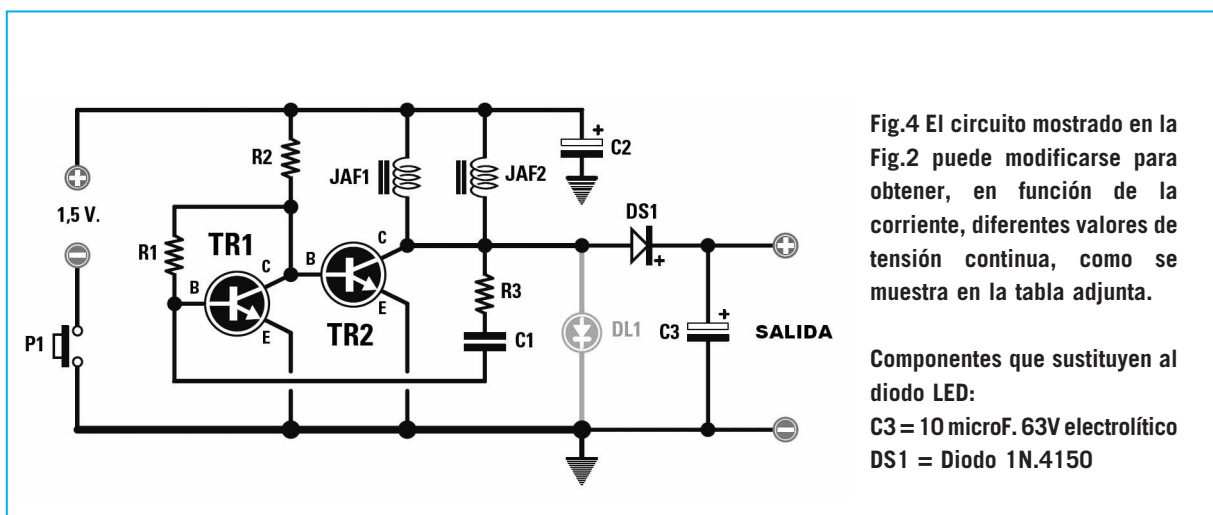 R2
JAF1
JAF2
+
C2
+
1,5 V.
−
R1
TR1
B
C
E
TR2
B
C
E
P1
R3
C1
DL1
DS1
+
C3
+
SALIDA
+
−
Fig.4 El circuito mostrado en la
Fig.2 puede modificarse para
obtener, en función de la
corriente, diferentes valores de
tensión continua, como se
muestra en la tabla adjunta.
Componentes que sustituyen al
diodo LED:
C3 = 10 microF. 63V electrolítico
DS1 = Diodo 1N.4150